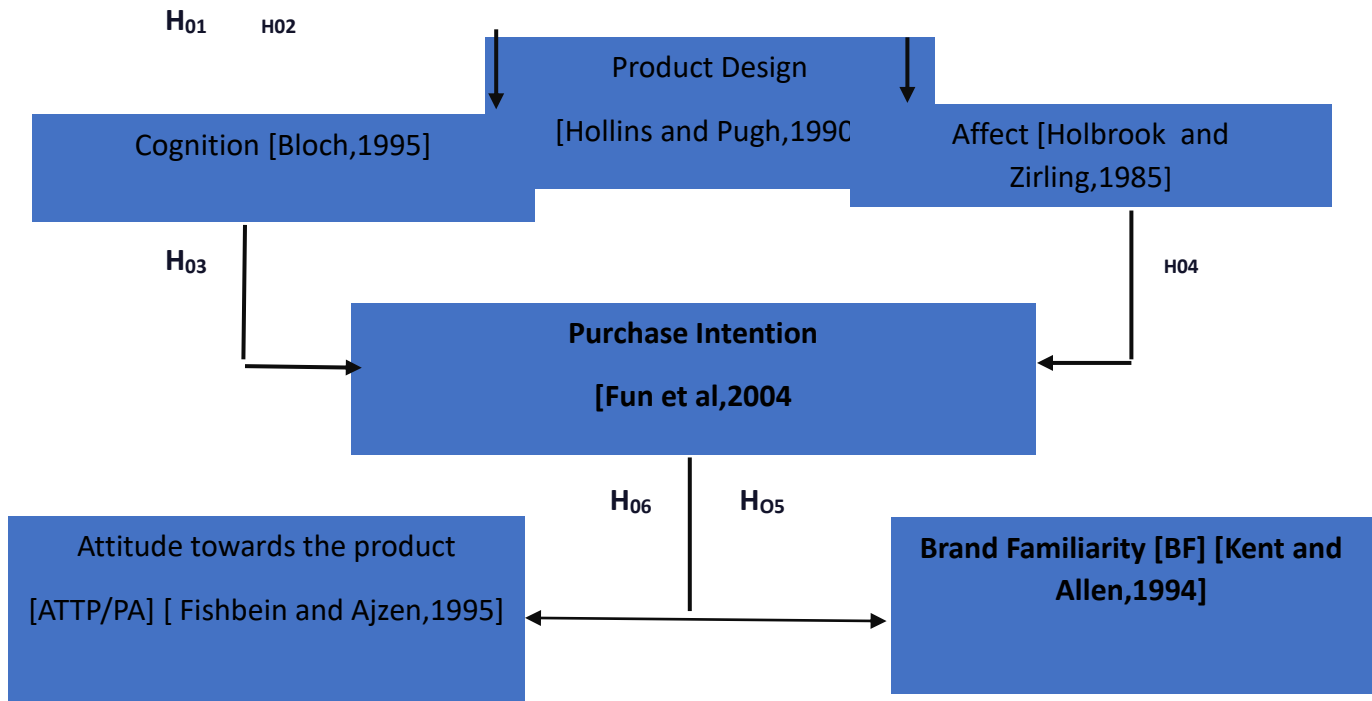 H01 H02
Product Design
[Hollins and Pugh,1990
Cognition [Bloch,1995]
Affect [Holbrook and
Zirling,1985]
H03
H04
Purchase Intention
[Fun et al,2004
H06 HO5
Attitude towards the product
[ATTP/PA] [ Fishbein and Ajzen,1995]
Brand Familiarity [BF] [Kent and
Allen,1994]